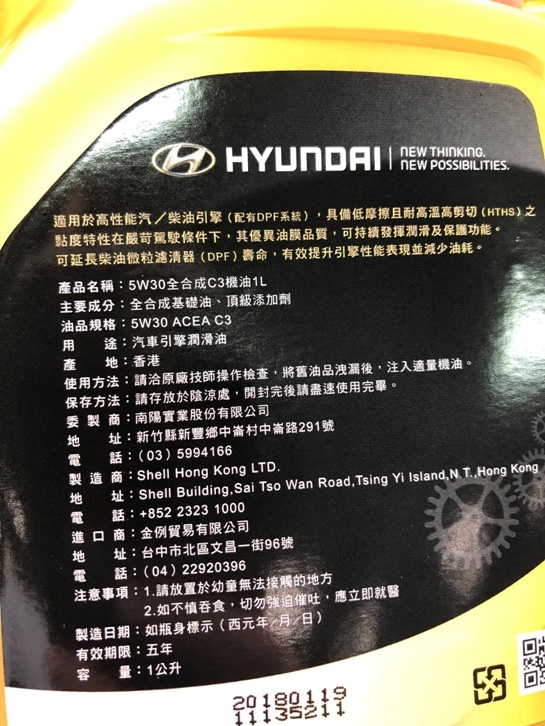 HYUNDAI | NEW THINKING.
NEW POSSIBILITIES.
適用於高性能汽／柴油引擎（配有DPF系統），具備低摩擦且耐高溫高剪切（HTHS）之
黏度特性在嚴苛駕駛條件下，其優異油膜品質，可持續發揮潤滑及保護功能。
可延長柴油微粒濾清器（DPF）壽命，有效提升引擎性能表現並減少油耗。
產品名稱：5W30全合成C3機油1L
主要成分：全合成基礎油、頂級添加劑
油品規格：5W30 ACEA C3
用途：汽車引擎潤滑油
產地：香港
使用方法：請洽原廠技師操作檢查，將舊油品洩漏後，注入適量機油。
保存方法：請存放於陰涼處，開封完後請盡速使用完畢。
委製商：南陽實業股份有限公司
地址：新竹縣新豐鄉中崙村中崙路291號
電話：（03）5994166
製造商：Shell Hong Kong LTD.
地址：Shell Building,Sai Tso Wan Road,Tsing Yi Island,N.T.,Hong Kong
電話：+852 2323 1000
進口商：金例貿易有限公司
地址：台中市北區文昌一街96號
電話：（04）22920396
注意事項：1.請放置於幼童無法接觸的地方
2.如不慎吞食，切勿強迫催吐，應立即就醫
製造日期：如瓶身標示（西元年/月/日）
有效期限：五年
容量：1公升
20180119
11135211